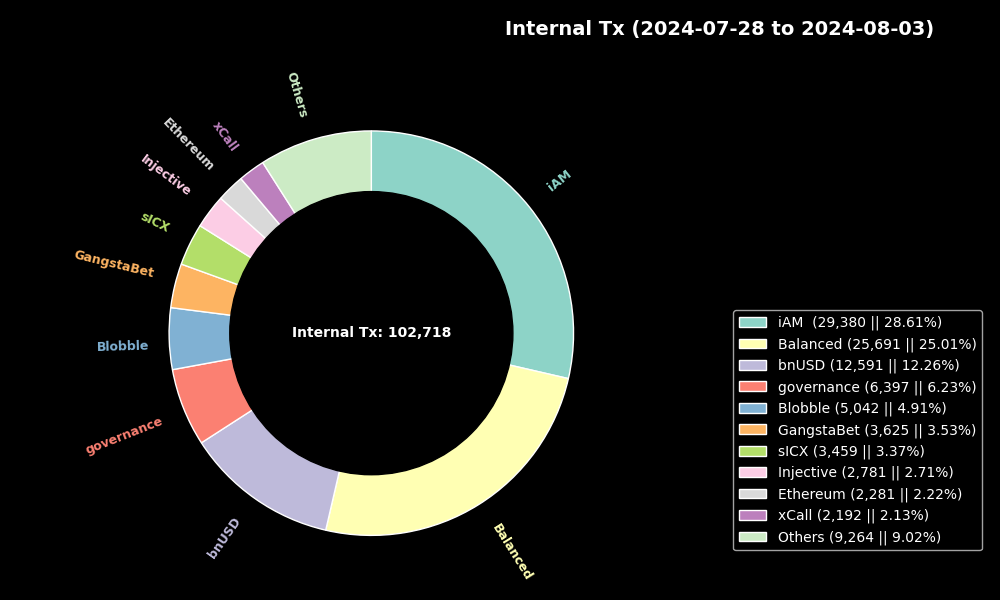 Internal Tx (2024-07-28 to 2024-08-03)
Others
xCall
Ethereum
Injective
sICX
GangstaBet
Blobble
governance
bnUSD
Balanced
iAM
Internal Tx: 102,718
iAM  (29,380 || 28.61%)
Balanced (25,691 || 25.01%)
bnUSD (12,591 || 12.26%)
governance (6,397 || 6.23%)
Blobble (5,042 || 4.91%)
GangstaBet (3,625 || 3.53%)
sICX (3,459 || 3.37%)
Injective (2,781 || 2.71%)
Ethereum (2,281 || 2.22%)
xCall (2,192 || 2.13%)
Others (9,264 || 9.02%)